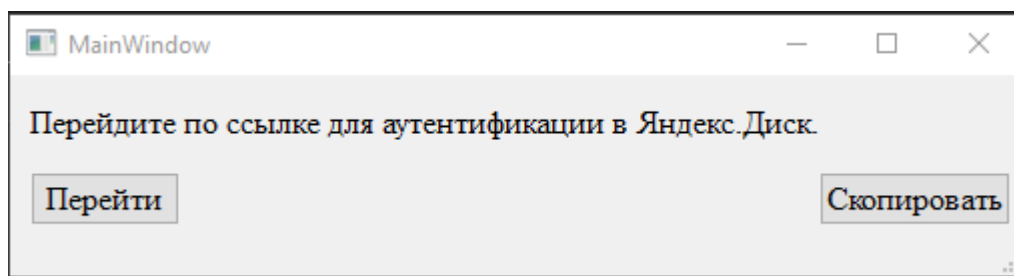 MainWindow
Перейдите по ссылке для аутентификации в Яндекс.Диск.
Перейти Скопировать